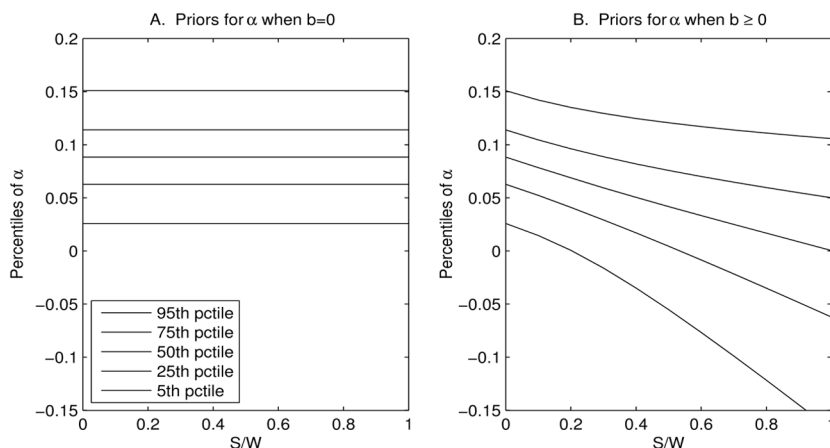 A. Priors for α when b=0
0.2
0.15
0.1
0.05
0
−0.05
−0.1
−0.15
Percentiles of α
95th pctile
75th pctile
50th pctile
25th pctile
5th pctile
0
0.2
0.4
0.6
0.8
1
S/W
B. Priors for α when b ≥ 0
0.2
0.15
0.1
0.05
0
−0.05
−0.1
−0.15
Percentiles of α
0
0.2
0.4
0.6
0.8
1
S/W